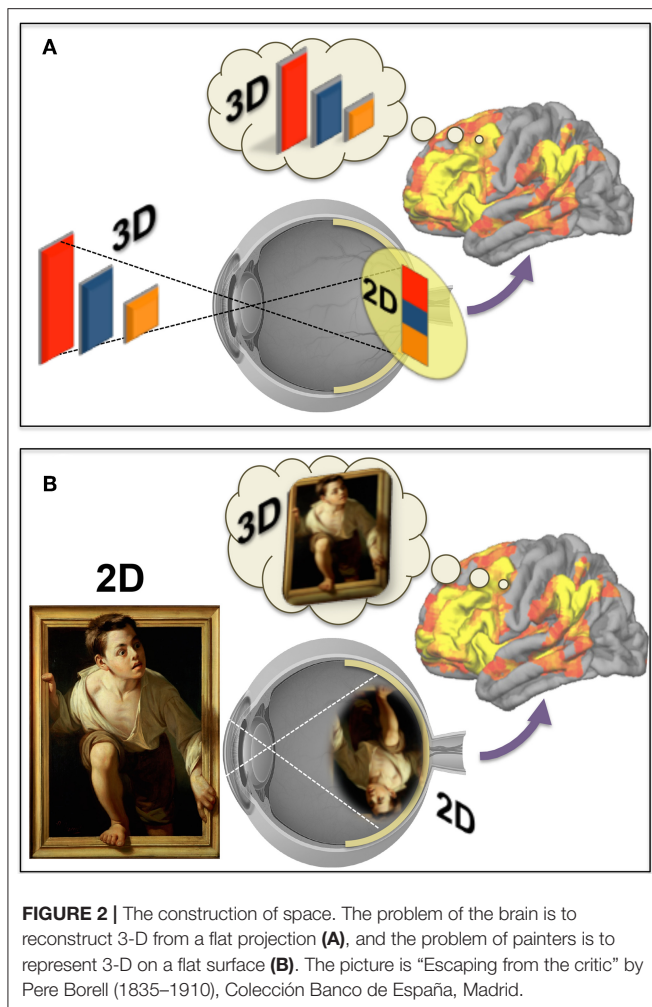 A
3D
3D
2D
B
3D
2D
2D
FIGURE 2 | The construction of space. The problem of the brain is to
reconstruct 3-D from a flat projection (A), and the problem of painters is to
represent 3-D on a flat surface (B). The picture is “Escaping from the critic” by
Pere Borell (1835–1910), Colección Banco de España, Madrid.